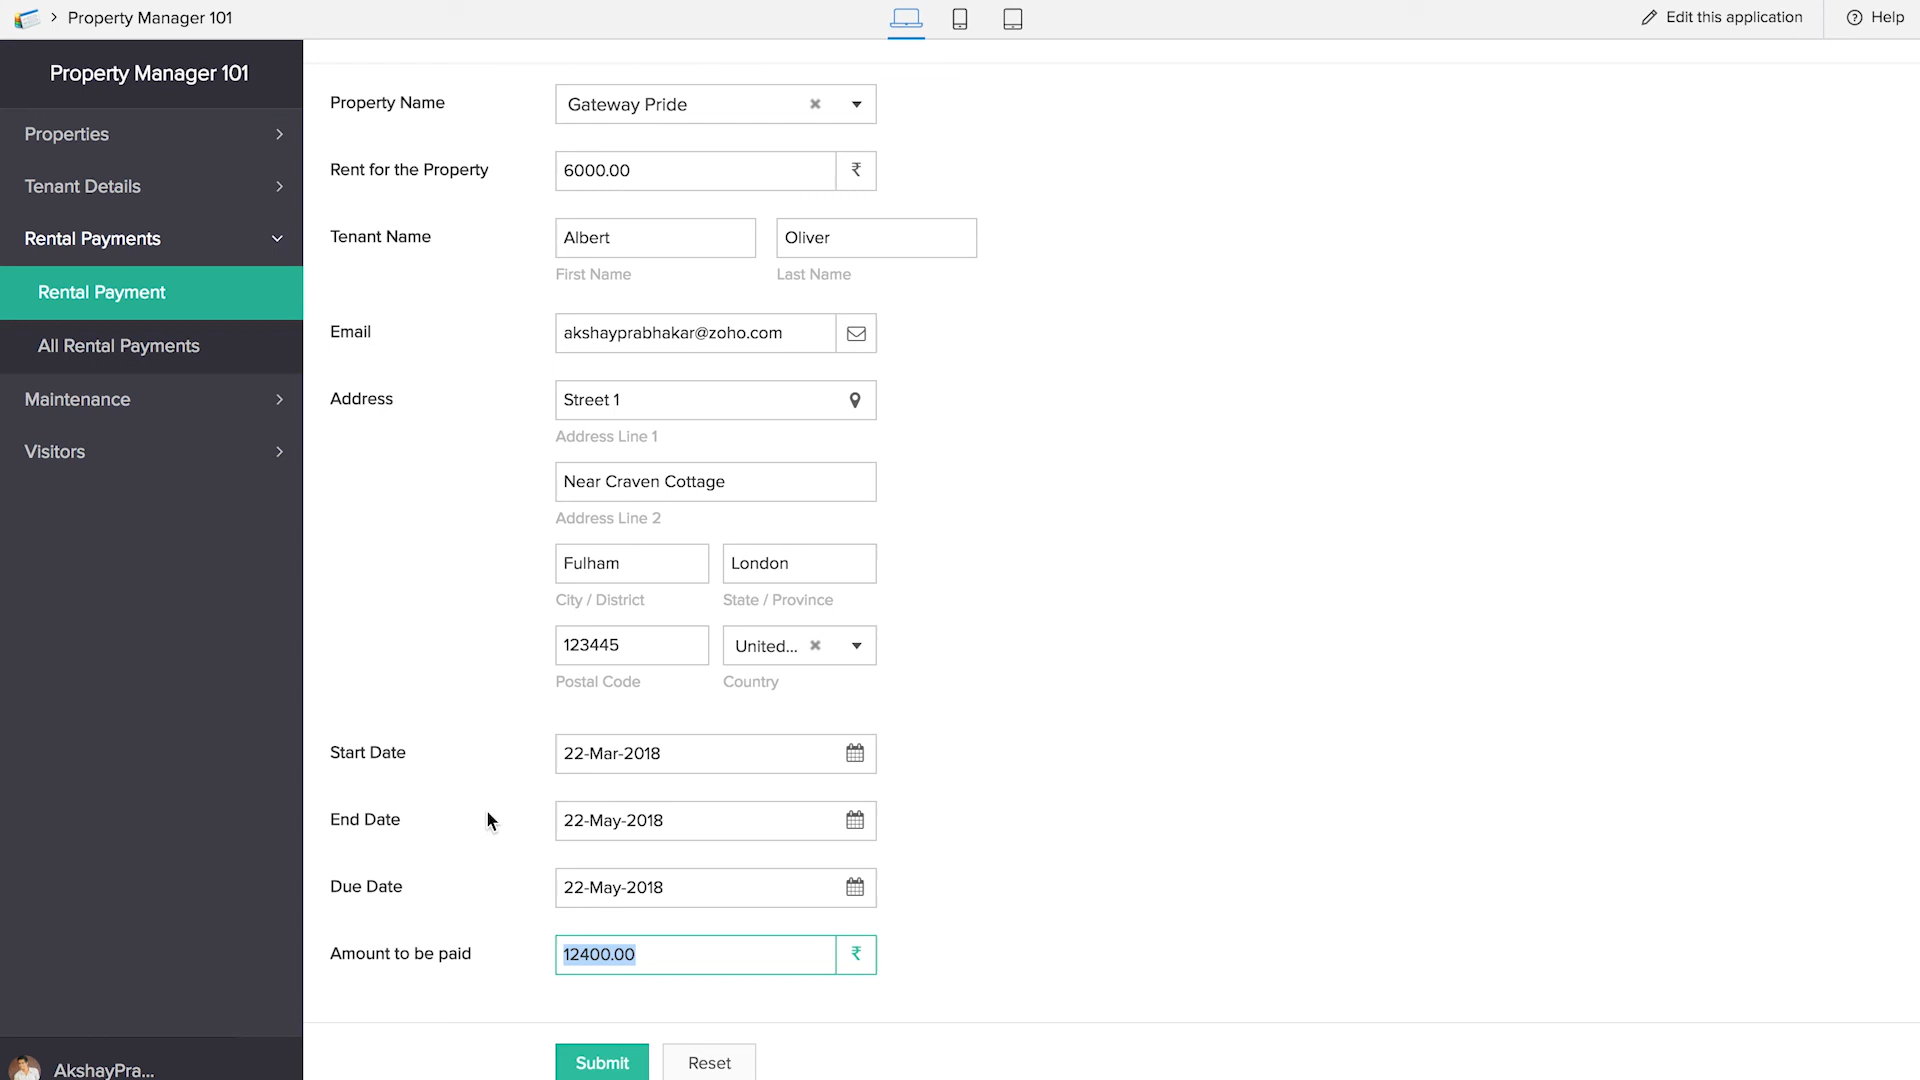 Property Manager 101
Edit this application
Help
Property Manager 101
Properties
Tenant Details
Rental Payments
Rental Payment
All Rental Payments
Maintenance
Visitors
AkshayPra...
Property Name
Gateway Pride
Rent for the Property
6000.00 ₹
Tenant Name
Albert Oliver
First Name Last Name
Email
akshayprabhakar@zoho.com
Address
Street 1
Address Line 1
Near Craven Cottage
Address Line 2
Fulham London
City / District State / Province
123445 United...
Postal Code Country
Start Date
22-Mar-2018
End Date
22-May-2018
Due Date
22-May-2018
Amount to be paid
12400.00 ₹
Submit Reset